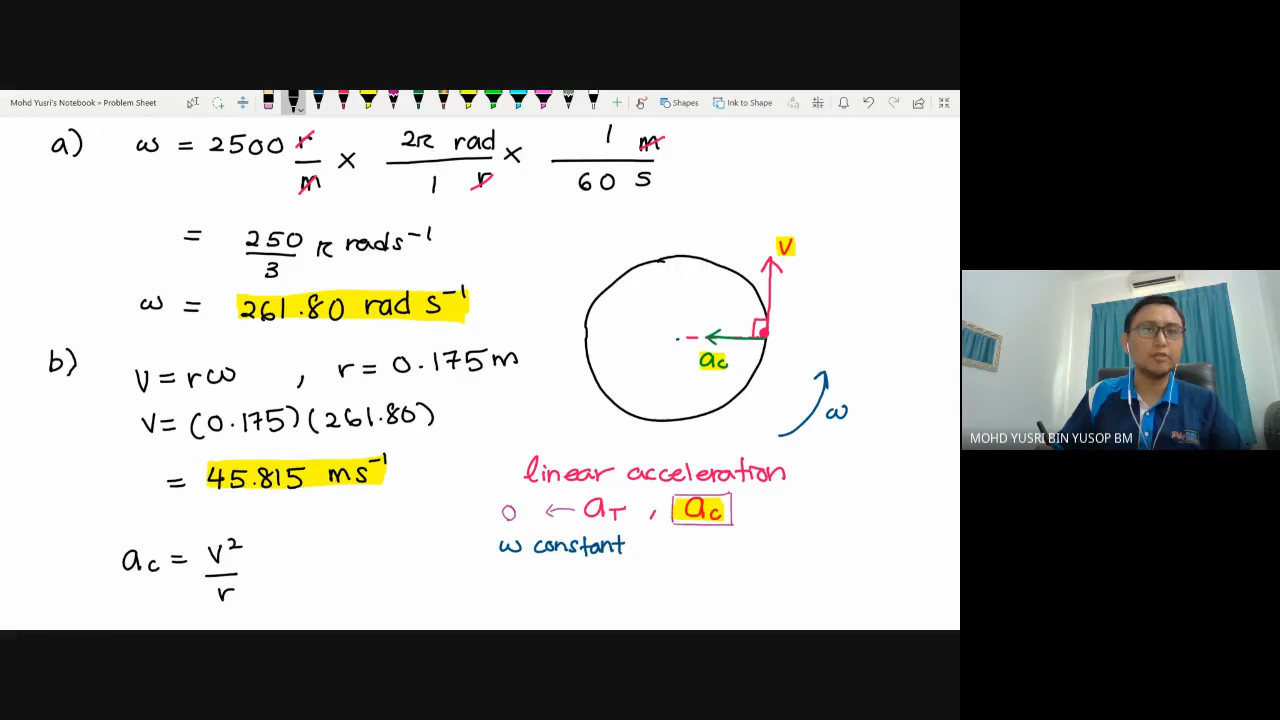 Mohd Yusri's Notebook » Problem Sheet
Shapes
Ink to Shape
a) ω = 2500 r/m × 2π rad / 1 r × 1 m / 60 s
= 250/3 π rads⁻¹
ω = 261.80 rad s⁻¹
b) V = rω , r = 0.175m
V = (0.175)(261.80)
= 45.815 ms⁻¹
ac = v²/r
v
ac
ω
linear acceleration
0 ← aT , ac
ω constant
MOHD YUSRI BIN YUSOP BM